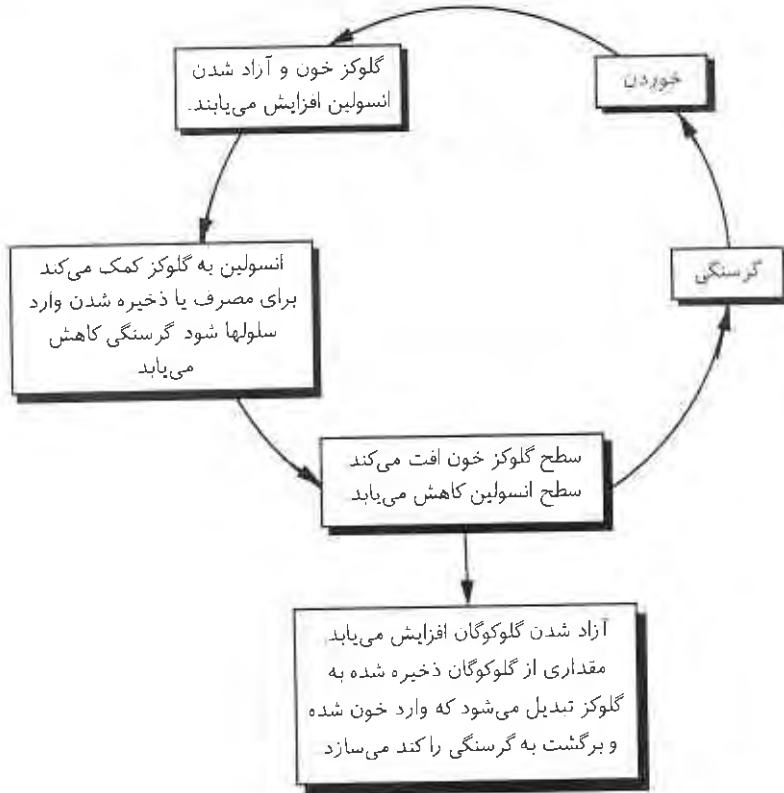 گلوکز خون و آزاد شدن
انسولین افزایش می‌یابند.
خوردن
انسولین به گلوکز کمک می‌کند
برای مصرف یا ذخیره شدن وارد
سلولها شود گرسنگی کاهش
می‌یابد
گرسنگی
سطح گلوکز خون افت می‌کند
سطح انسولین کاهش می‌یابد
آزاد شدن گلوکوگان افزایش می‌یابد
مقداری از گلوکوگان ذخیره شده به
گلوکز تبدیل می‌شود که وارد خون شده
و برگشت به گرسنگی را کند می‌سازد